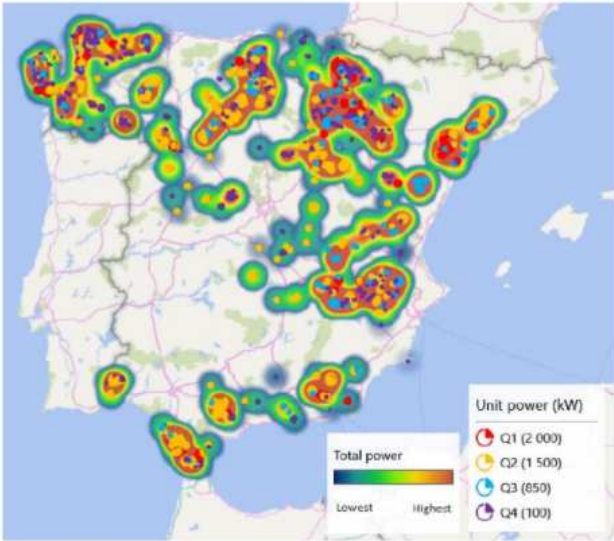 Total power
Lowest Highest
Unit power (kW)
Q1 (2 000)
Q2 (1 500)
Q3 (850)
Q4 (100)